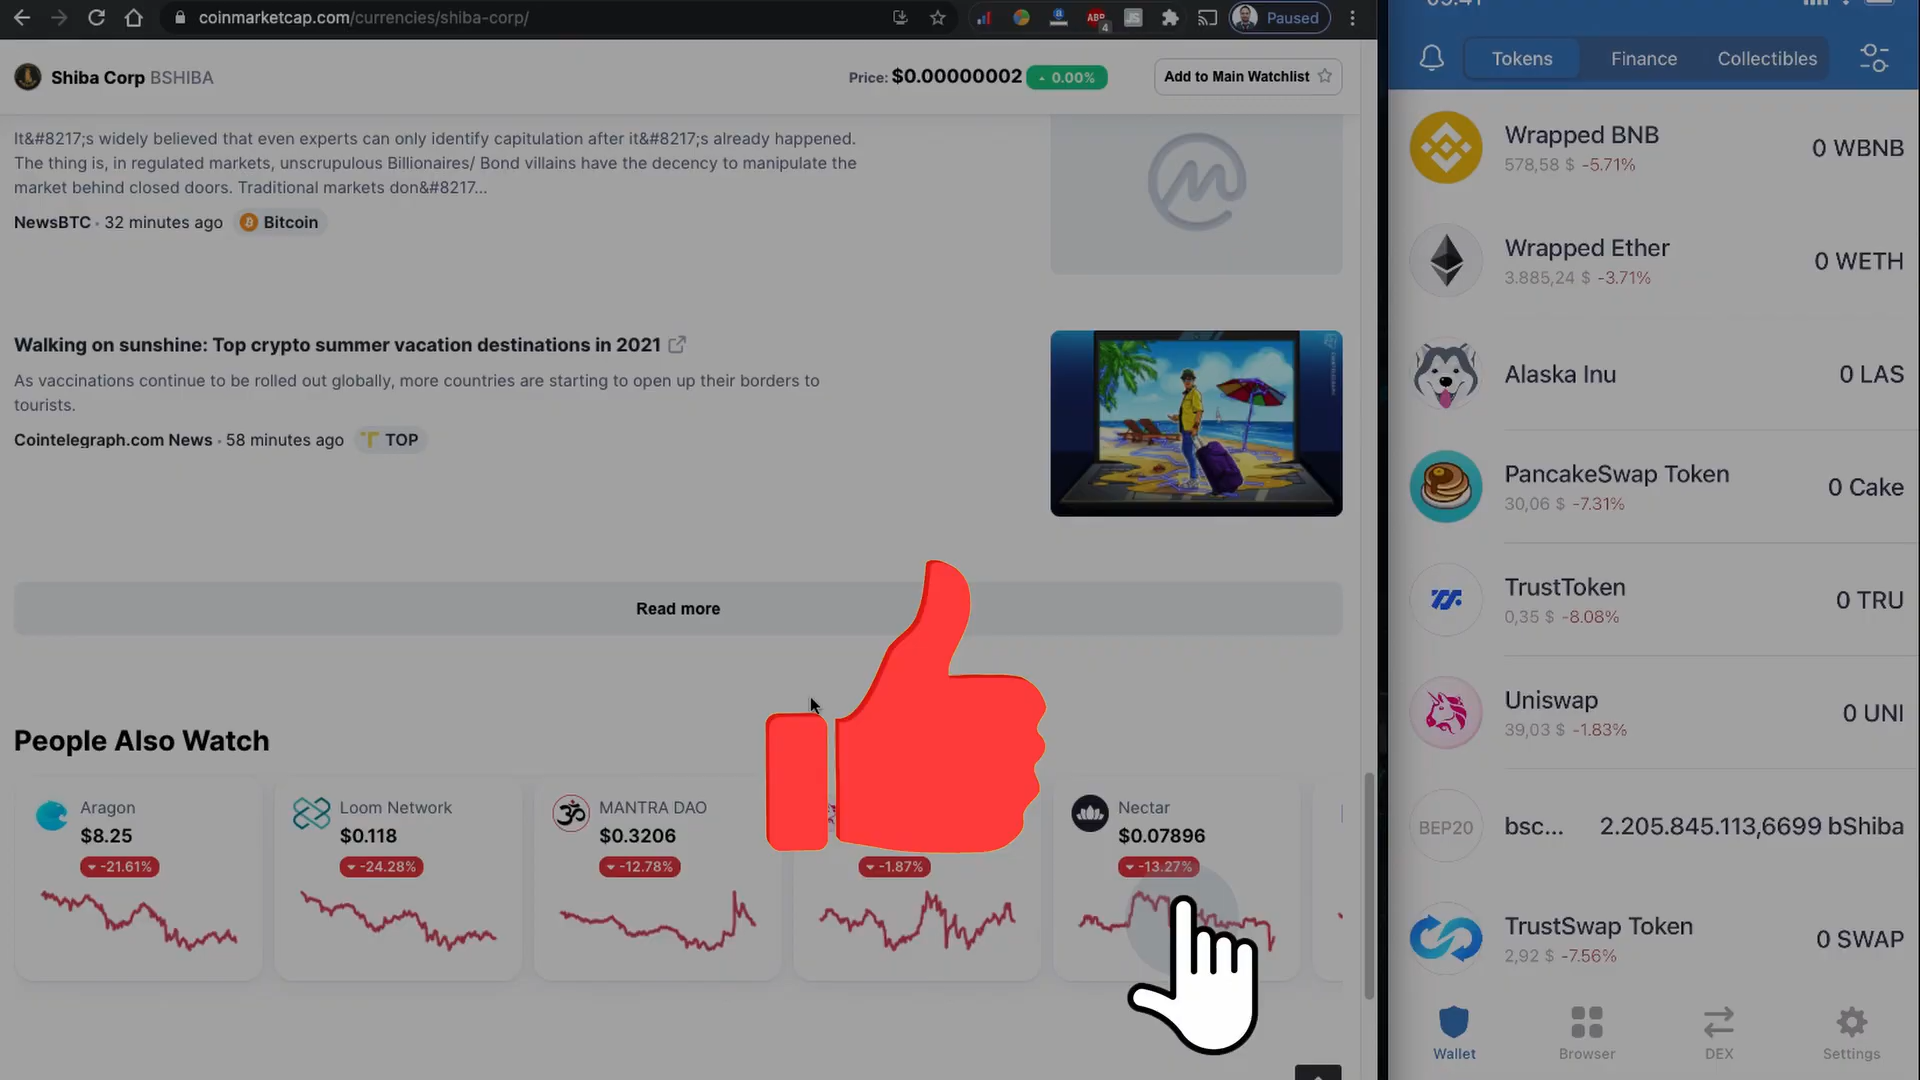 coinmarketcap.com/currencies/shiba-corp/
ABP
4
JS
Paused
Shiba Corp BSHIBA
Price: $0.00000002 0.00%
Add to Main Watchlist
It&#8217;s widely believed that even experts can only identify capitulation after it&#8217;s already happened.
The thing is, in regulated markets, unscrupulous Billionaires/ Bond villains have the decency to manipulate the
market behind closed doors. Traditional markets don&#8217...
NewsBTC · 32 minutes ago Bitcoin
Walking on sunshine: Top crypto summer vacation destinations in 2021
As vaccinations continue to be rolled out globally, more countries are starting to open up their borders to
tourists.
Cointelegraph.com News · 58 minutes ago TOP
Read more
People Also Watch
Aragon
$8.25
-21.61%
Loom Network
$0.118
-24.28%
MANTRA DAO
$0.3206
-12.78%
-1.87%
Nectar
$0.07896
-13.27%
Tokens
Finance
Collectibles
Wrapped BNB
578,58 $ -5.71%
0 WBNB
Wrapped Ether
3.885,24 $ -3.71%
0 WETH
Alaska Inu
0 LAS
PancakeSwap Token
30,06 $ -7.31%
0 Cake
TrustToken
0,35 $ -8.08%
0 TRU
Uniswap
39,03 $ -1.83%
0 UNI
BEP20
bsc...
2.205.845.113,6699 bShiba
TrustSwap Token
2,92 $ -7.56%
0 SWAP
Wallet
Browser
DEX
Settings